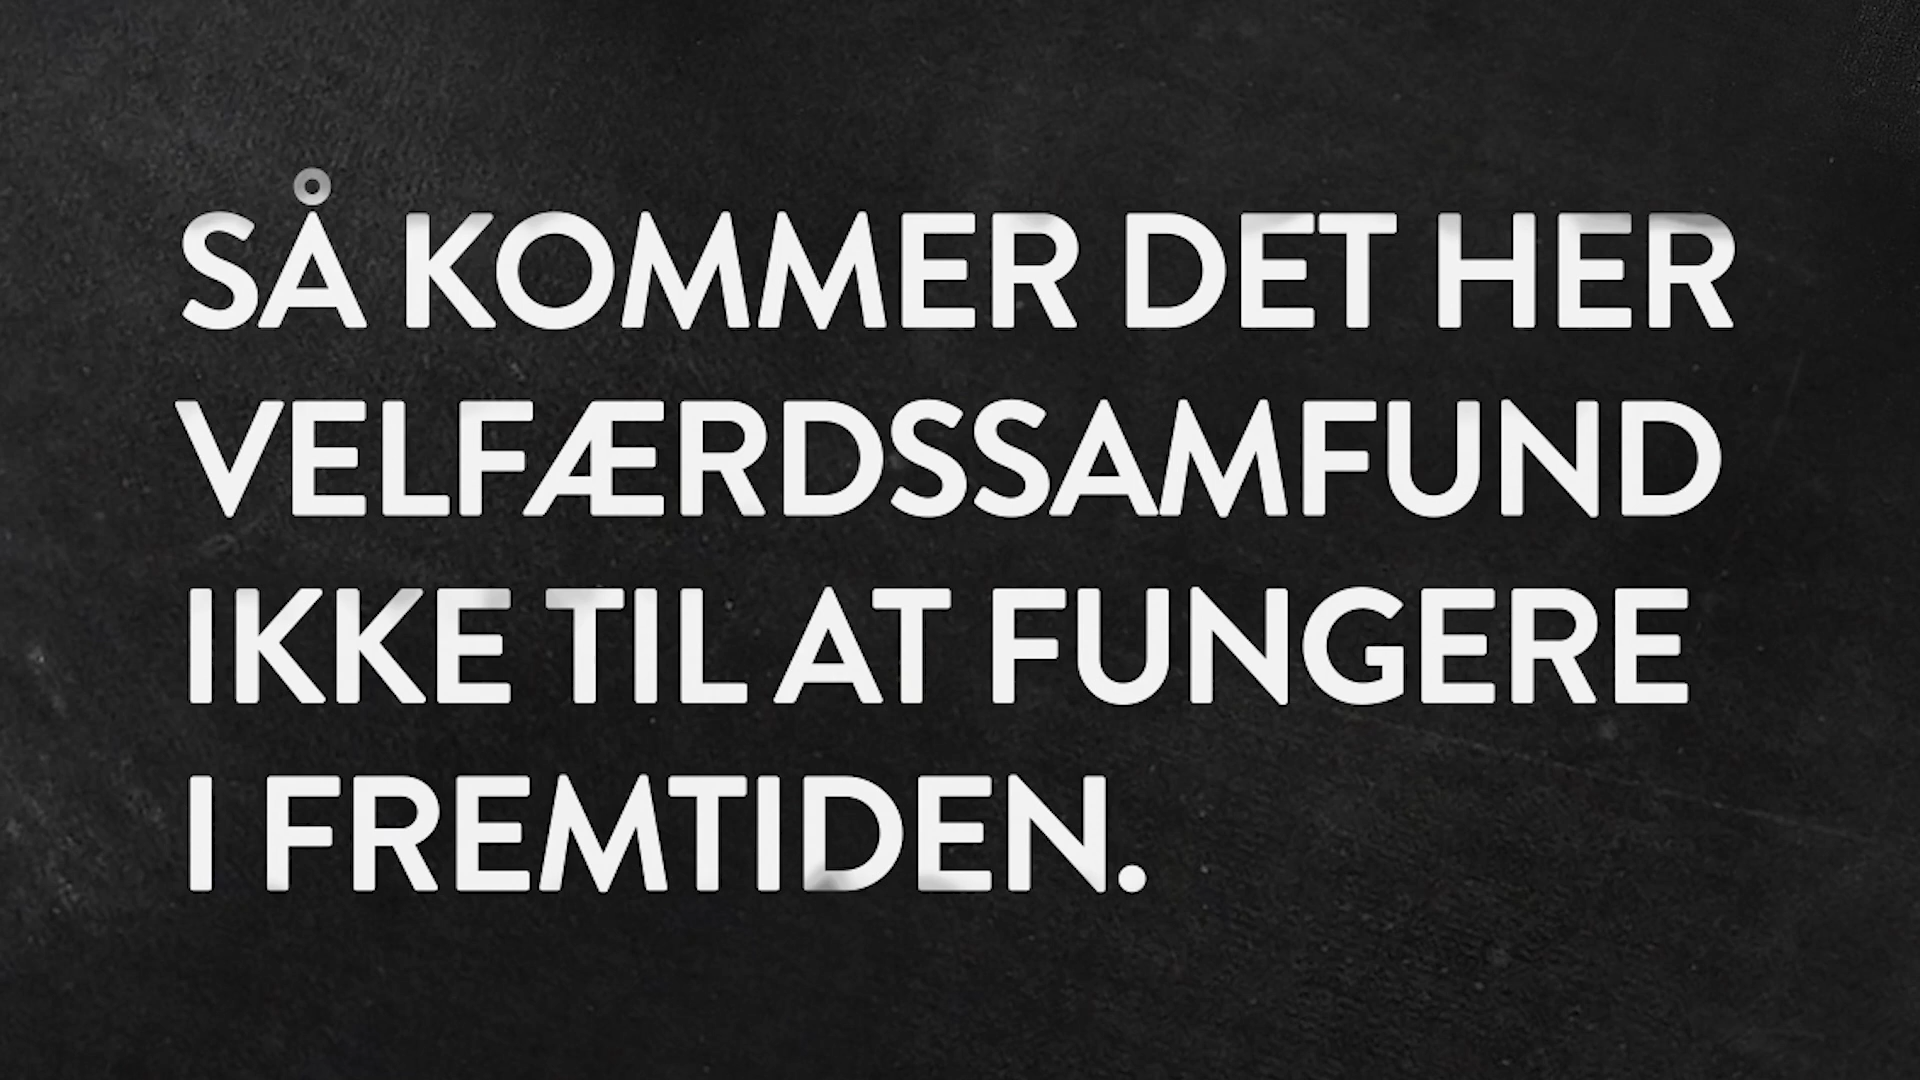 SÅ KOMMER DET HER
VELFÆRDSSAMFUND
IKKE TIL AT FUNGERE
I FREMTIDEN.